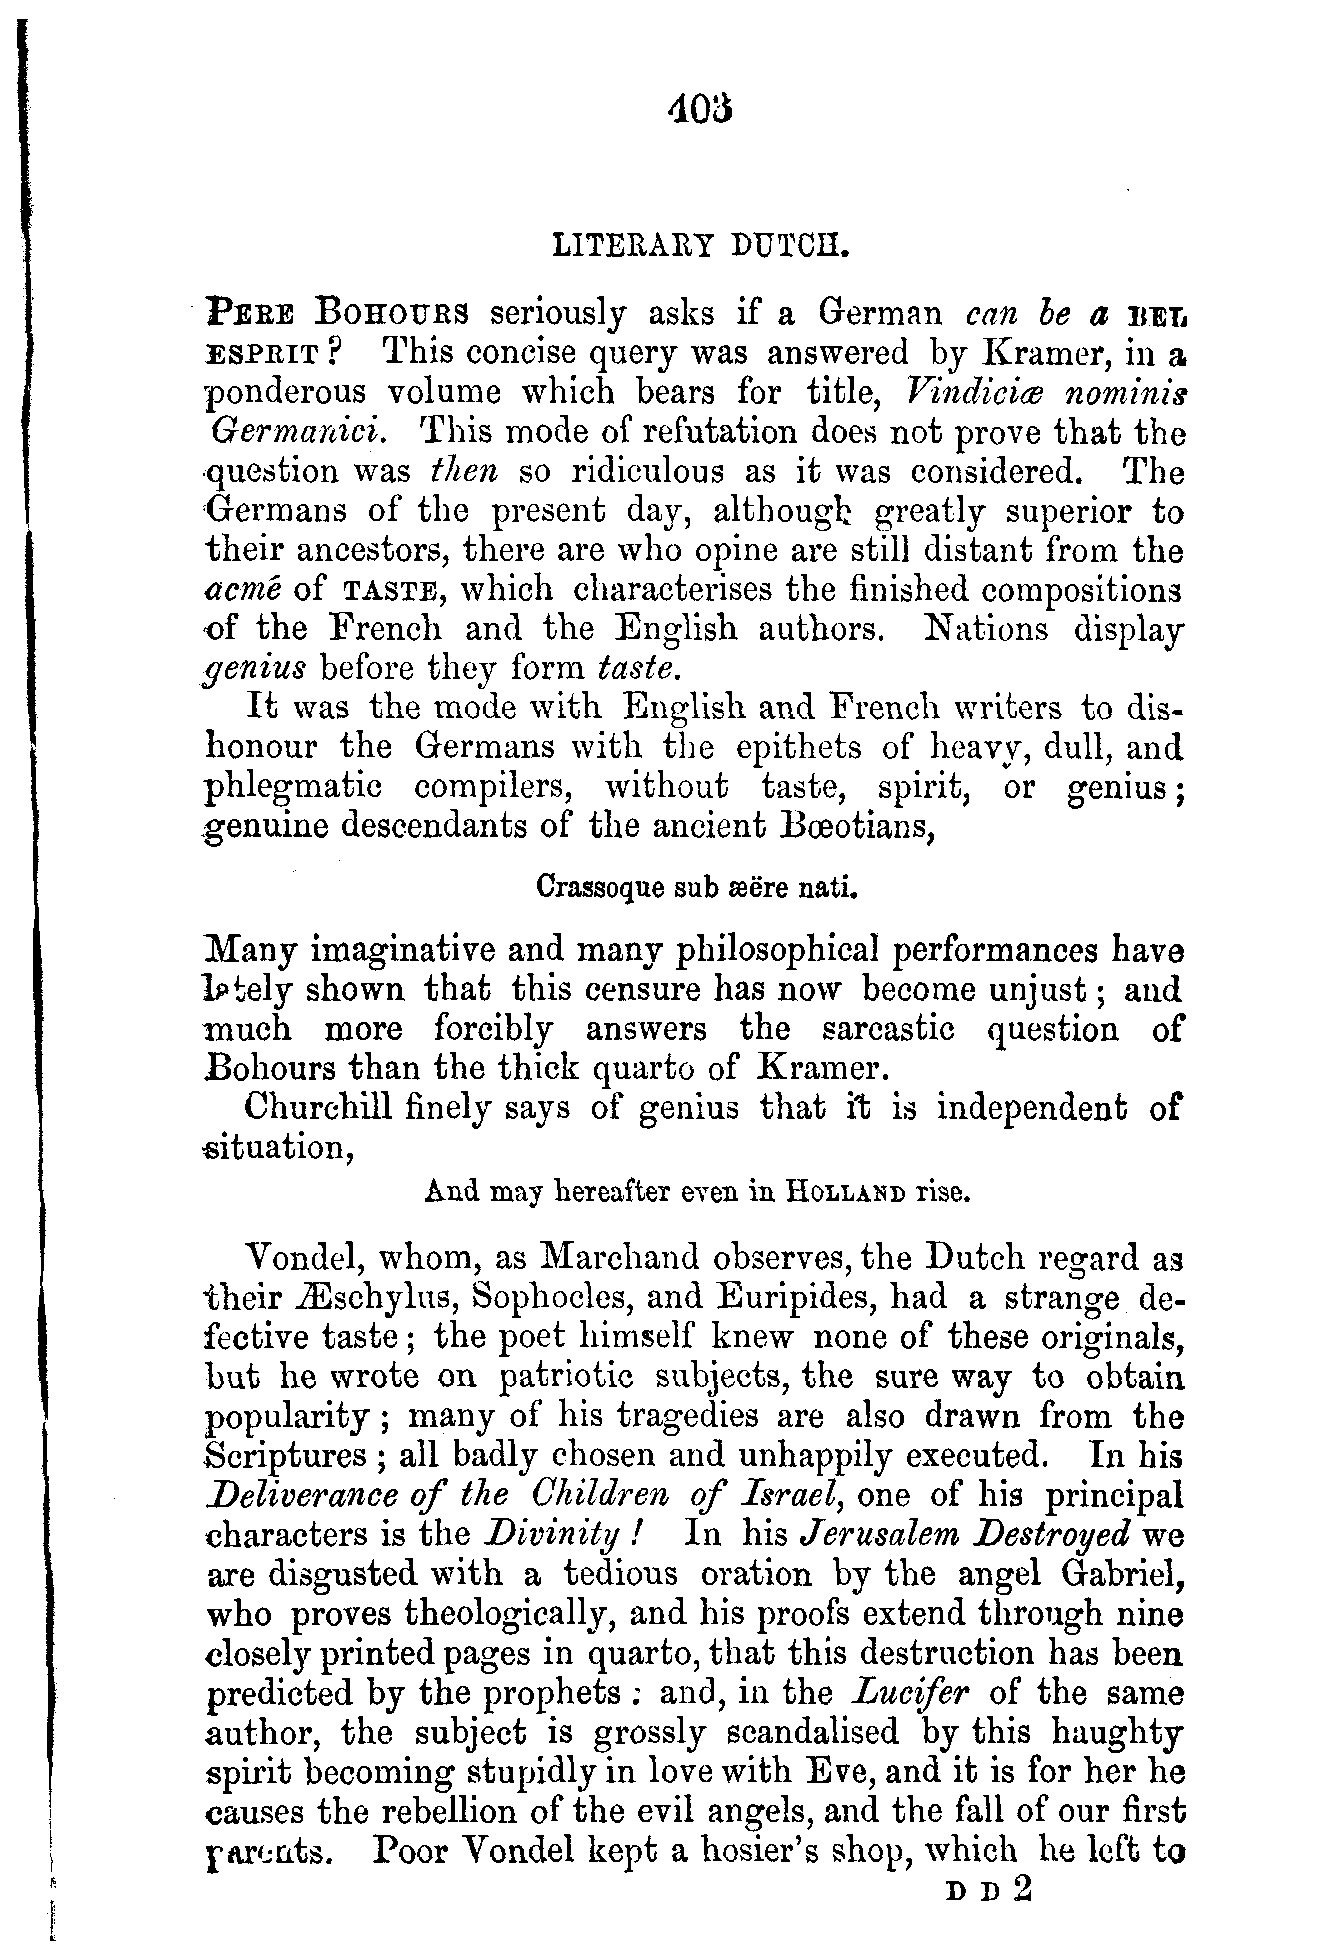 403
LITERARY DUTCH.
PERE BOHOURS seriously asks if a German can be a BEL
ESPRIT? This concise query was answered by Kramer, in a
ponderous volume which bears for title, Vindiciæ nominis
Germanici. This mode of refutation does not prove that the
question was then so ridiculous as it was considered. The
Germans of the present day, although greatly superior to
their ancestors, there are who opine are still distant from the
acmé of TASTE, which characterises the finished compositions
of the French and the English authors. Nations display
genius before they form taste.
It was the mode with English and French writers to dis-
honour the Germans with the epithets of heavy, dull, and
phlegmatic compilers, without taste, spirit, or genius;
genuine descendants of the ancient Bœotians,
Crassoque sub æëre nati.
Many imaginative and many philosophical performances have
lately shown that this censure has now become unjust; and
much more forcibly answers the sarcastic question of
Bohours than the thick quarto of Kramer.
Churchill finely says of genius that it is independent of
situation,
And may hereafter even in HOLLAND rise.
Vondel, whom, as Marchand observes, the Dutch regard as
their Æschylus, Sophocles, and Euripides, had a strange de-
fective taste; the poet himself knew none of these originals,
but he wrote on patriotic subjects, the sure way to obtain
popularity; many of his tragedies are also drawn from the
Scriptures; all badly chosen and unhappily executed. In his
Deliverance of the Children of Israel, one of his principal
characters is the Divinity! In his Jerusalem Destroyed we
are disgusted with a tedious oration by the angel Gabriel,
who proves theologically, and his proofs extend through nine
closely printed pages in quarto, that this destruction has been
predicted by the prophets: and, in the Lucifer of the same
author, the subject is grossly scandalised by this haughty
spirit becoming stupidly in love with Eve, and it is for her he
causes the rebellion of the evil angels, and the fall of our first
parents. Poor Vondel kept a hosier's shop, which he left to
D D 2